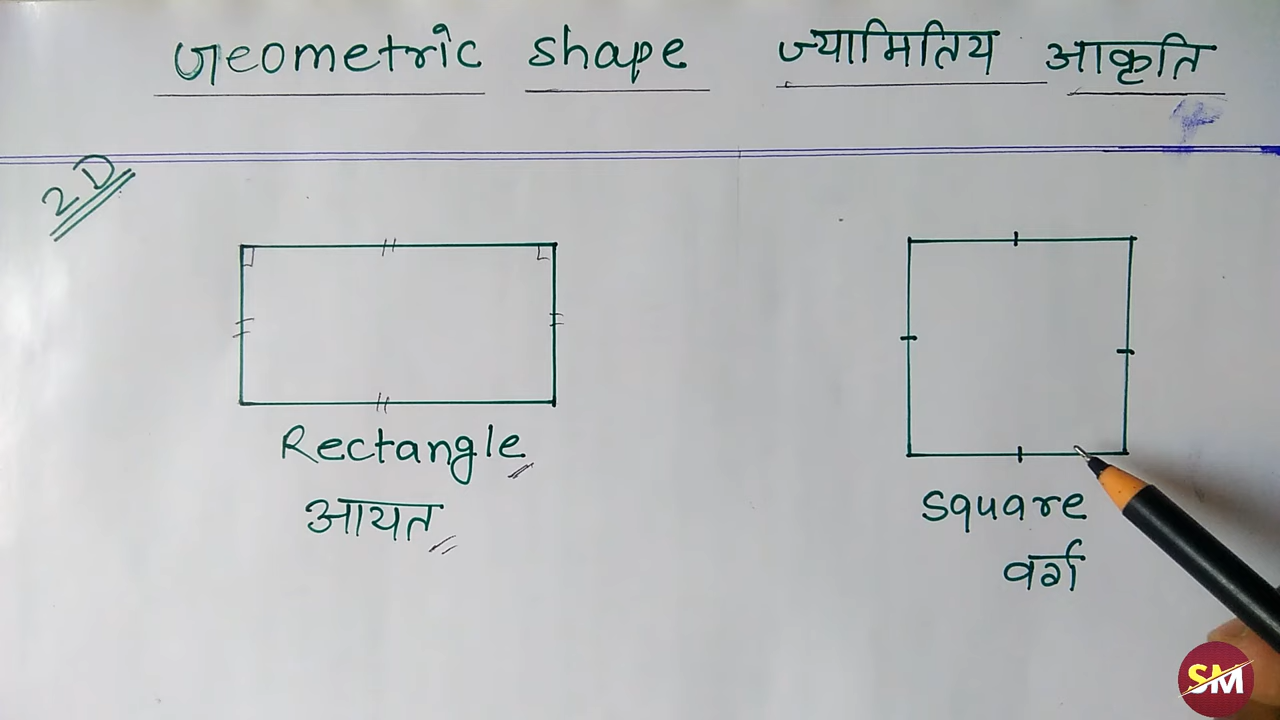 Geometric shape ज्यामितिय आकृति
2D
Rectangle
आयत
square
वर्ग
SM